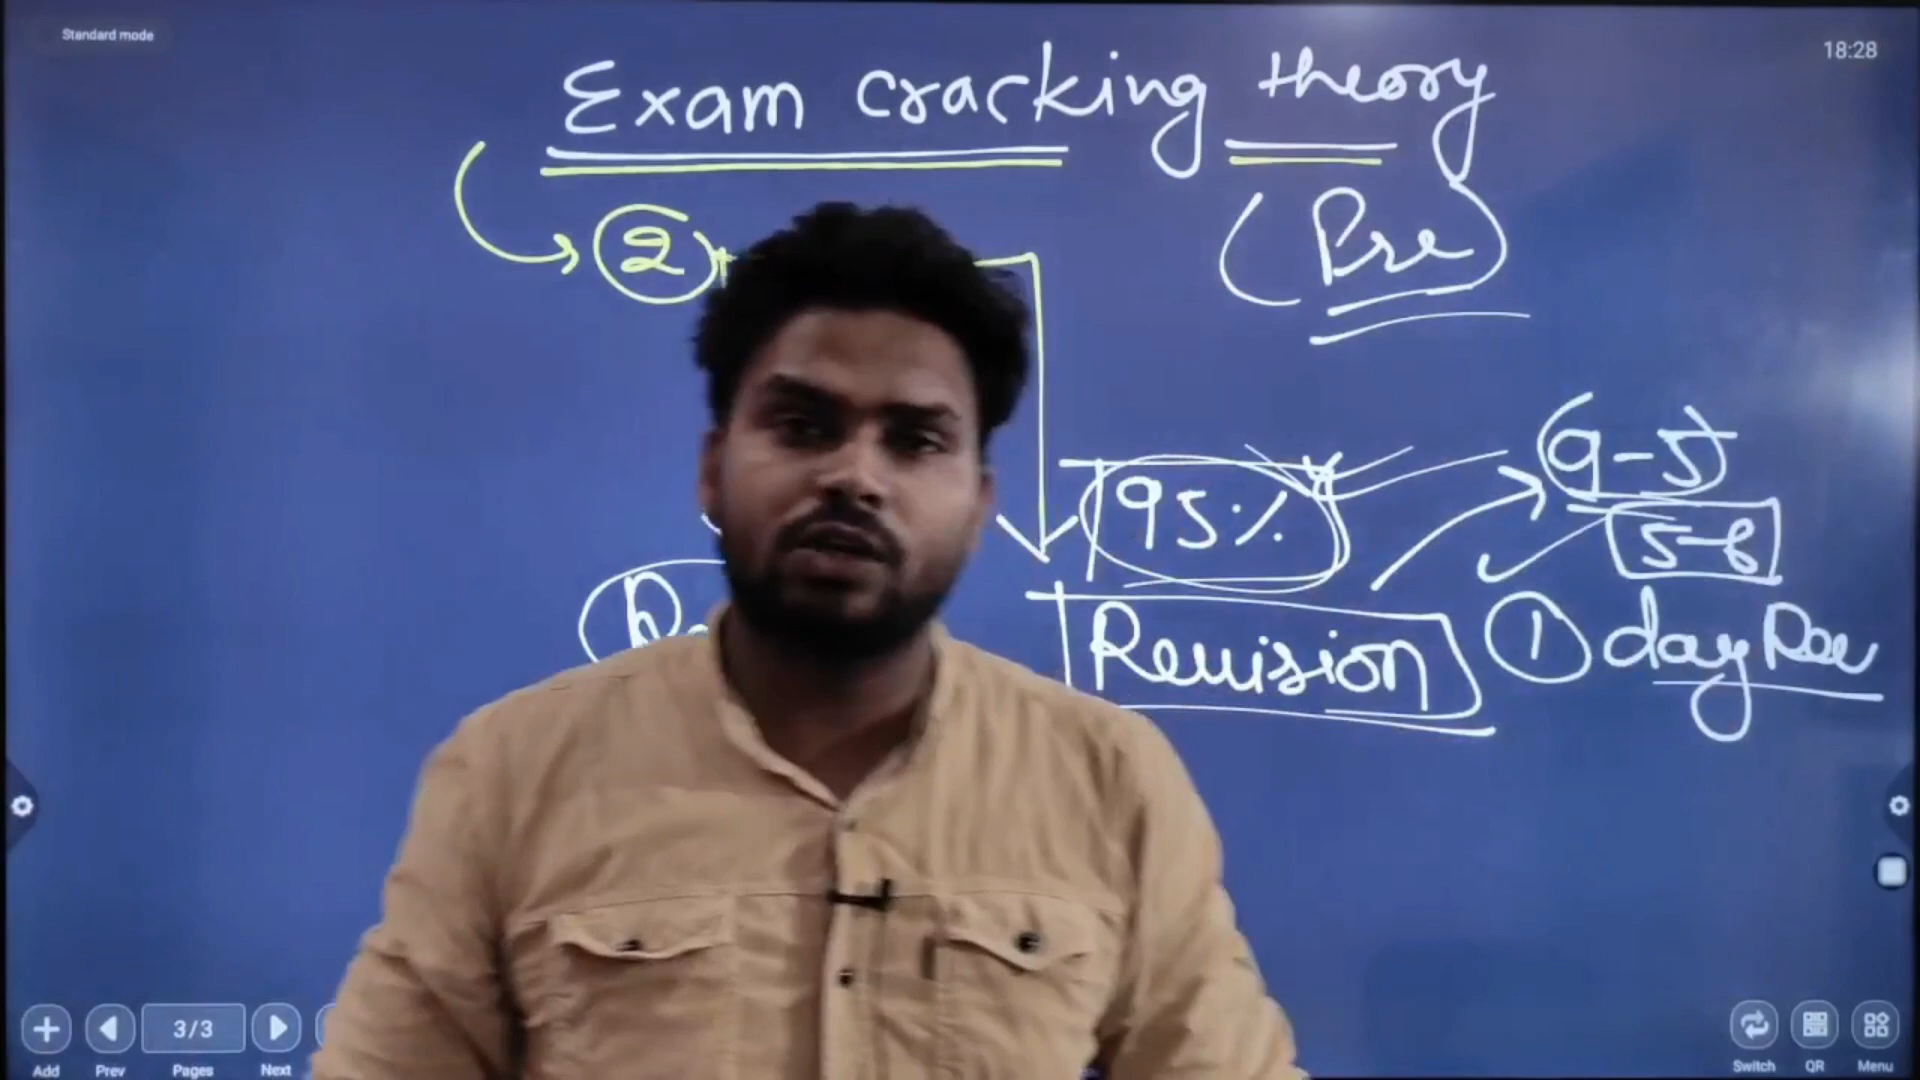 Standard mode
18:28
Exam cracking theory
(Pre)
2
9-5
95%
5-8
Revision
1 day Rev
3/3
Add Prev Pages Next
Switch QR Menu